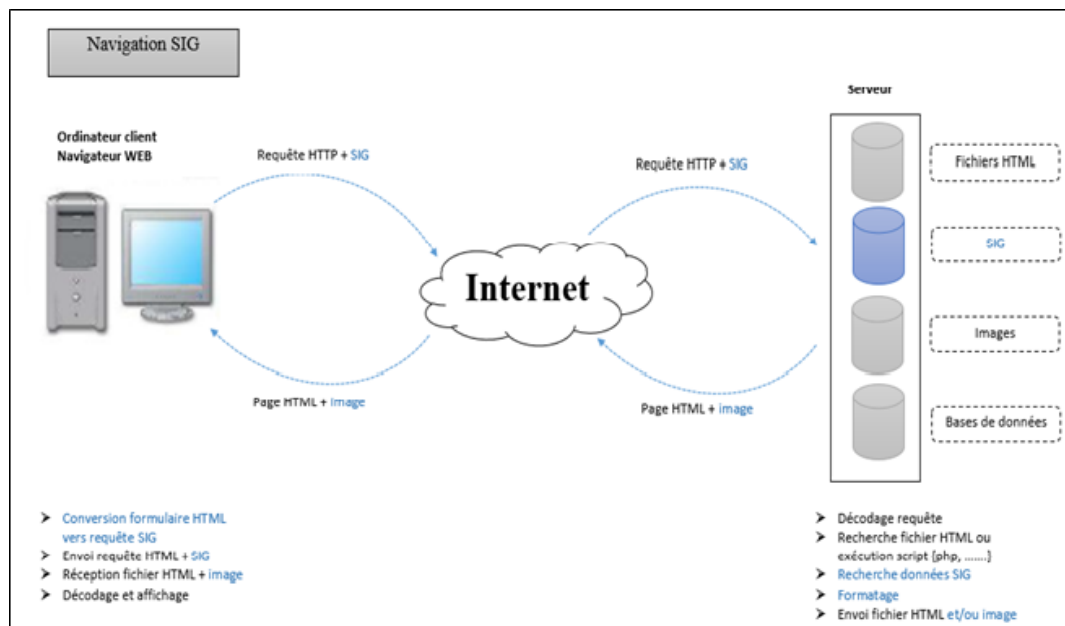 Navigation SIG
Serveur
Ordinateur client
Navigateur WEB
Requête HTTP + SIG
Requête HTTP + SIG
Fichiers HTML
SIG
Internet
Images
Page HTML + image
Page HTML + image
Bases de données
➤ Conversion formulaire HTML
vers requête SIG
➤ Envoi requête HTML + SIG
➤ Réception fichier HTML + image
➤ Décodage et affichage
➤ Décodage requête
➤ Recherche fichier HTML ou
exécution script (php, .......)
➤ Recherche données SIG
➤ Formatage
➤ Envoi fichier HTML et/ou image